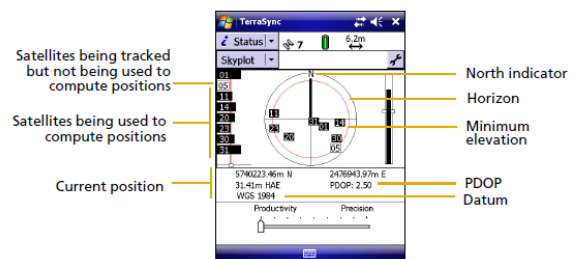 TerraSync
Status 7 6.2m
Skyplot
Satellites being tracked
but not being used to
compute positions
Satellites being used to
compute positions
Current position
01
05
11
14
20
23
30
31
N
11
23
20
31
01
14
30
05
North indicator
Horizon
Minimum
elevation
PDOP
Datum
5740223.46m N 2476943.97m E
31.41m HAE PDOP: 2.50
WGS 1984
Productivity Precision